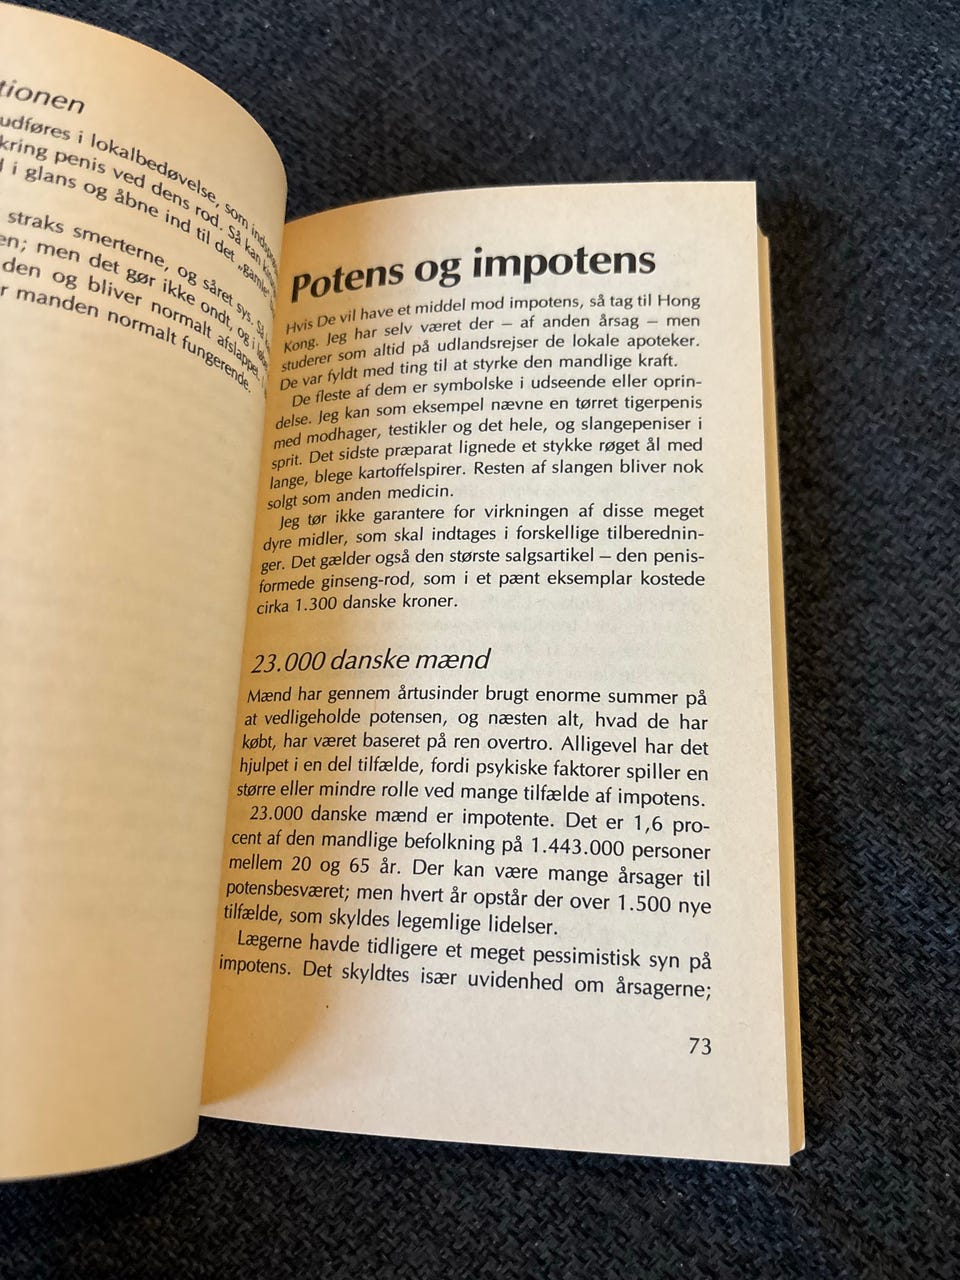 tionen
udføres i lokalbedøvelse, som
kring penis ved dens rod. Så kan
i glans og åbne ind til det „gamle"
straks smerterne, og såret sys. Så
en; men det gør ikke ondt, og i
den og bliver normalt afslappet.
manden normalt fungerende.
Potens og impotens
Hvis De vil have et middel mod impotens, så tag til Hong
Kong. Jeg har selv været der – af anden årsag – men
studerer som altid på udlandsrejser de lokale apoteker.
De var fyldt med ting til at styrke den mandlige kraft.
De fleste af dem er symbolske i udseende eller oprin-
delse. Jeg kan som eksempel nævne en tørret tigerpenis
med modhager, testikler og det hele, og slangepeniser i
sprit. Det sidste præparat lignede et stykke røget ål med
lange, blege kartoffelspirer. Resten af slangen bliver nok
solgt som anden medicin.
Jeg tør ikke garantere for virkningen af disse meget
dyre midler, som skal indtages i forskellige tilberednin-
ger. Det gælder også den største salgsartikel – den penis-
formede ginseng-rod, som i et pænt eksemplar kostede
cirka 1.300 danske kroner.
23.000 danske mænd
Mænd har gennem årtusinder brugt enorme summer på
at vedligeholde potensen, og næsten alt, hvad de har
købt, har været baseret på ren overtro. Alligevel har det
hjulpet i en del tilfælde, fordi psykiske faktorer spiller en
større eller mindre rolle ved mange tilfælde af impotens.
23.000 danske mænd er impotente. Det er 1,6 pro-
cent af den mandlige befolkning på 1.443.000 personer
mellem 20 og 65 år. Der kan være mange årsager til
potensbesværet; men hvert år opstår der over 1.500 nye
tilfælde, som skyldes legemlige lidelser.
Lægerne havde tidligere et meget pessimistisk syn på
impotens. Det skyldtes især uvidenhed om årsagerne;
73